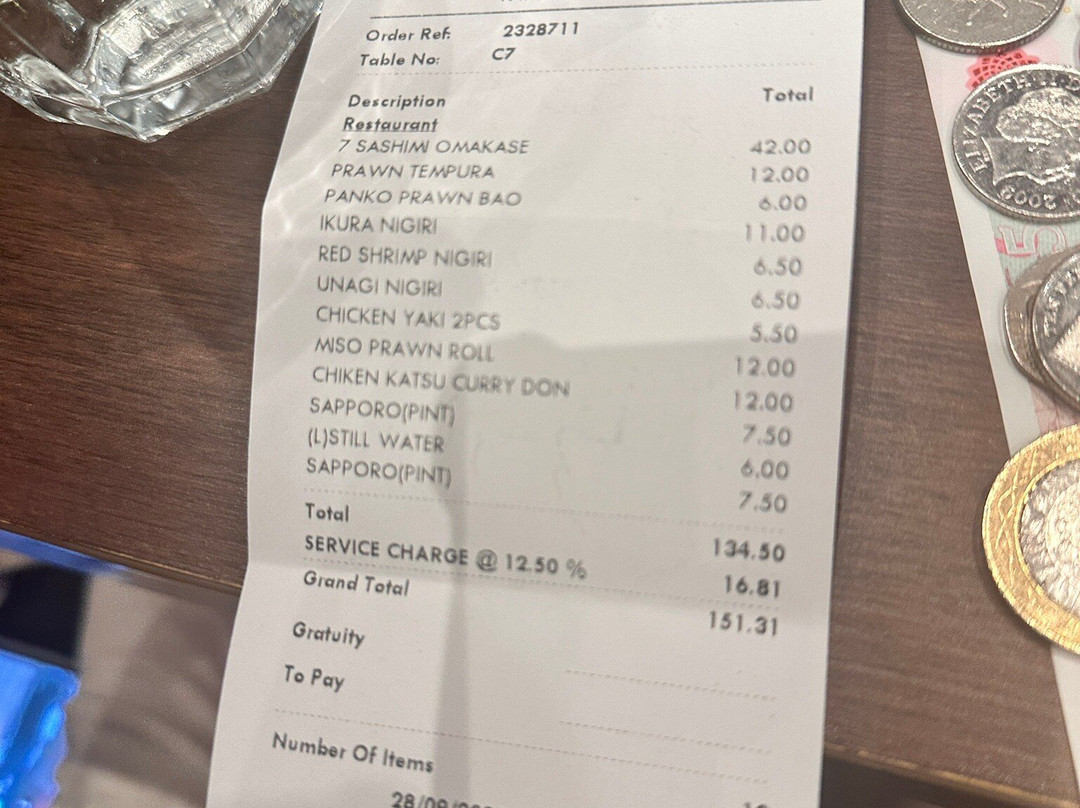 Order Ref: 2328711
Table No: C7
Description Total
Restaurant
7 SASHIMI OMAKASE 42.00
PRAWN TEMPURA 12.00
PANKO PRAWN BAO 6.00
IKURA NIGIRI 11.00
RED SHRIMP NIGIRI 6.50
UNAGI NIGIRI 6.50
CHICKEN YAKI 2PCS 5.50
MISO PRAWN ROLL 12.00
CHIKEN KATSU CURRY DON 12.00
SAPPORO(PINT) 7.50
(L)STILL WATER 6.00
SAPPORO(PINT) 7.50
Total 134.50
SERVICE CHARGE @ 12.50 % 16.81
Grand Total 151.31
Gratuity
To Pay
Number Of Items
ELIZABETH
2009